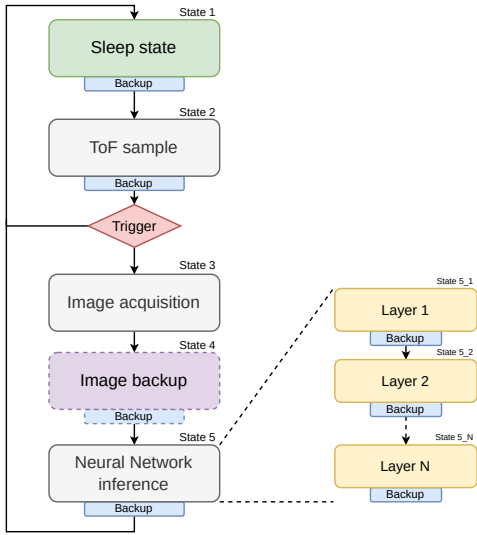 State 1
Sleep state
Backup
State 2
ToF sample
Backup
Trigger
State 3
Image acquisition
State 4
Image backup
Backup
State 5
Neural Network
inference
Backup
State 5_1
Layer 1
Backup
State 5_2
Layer 2
Backup
State 5_N
Layer N
Backup